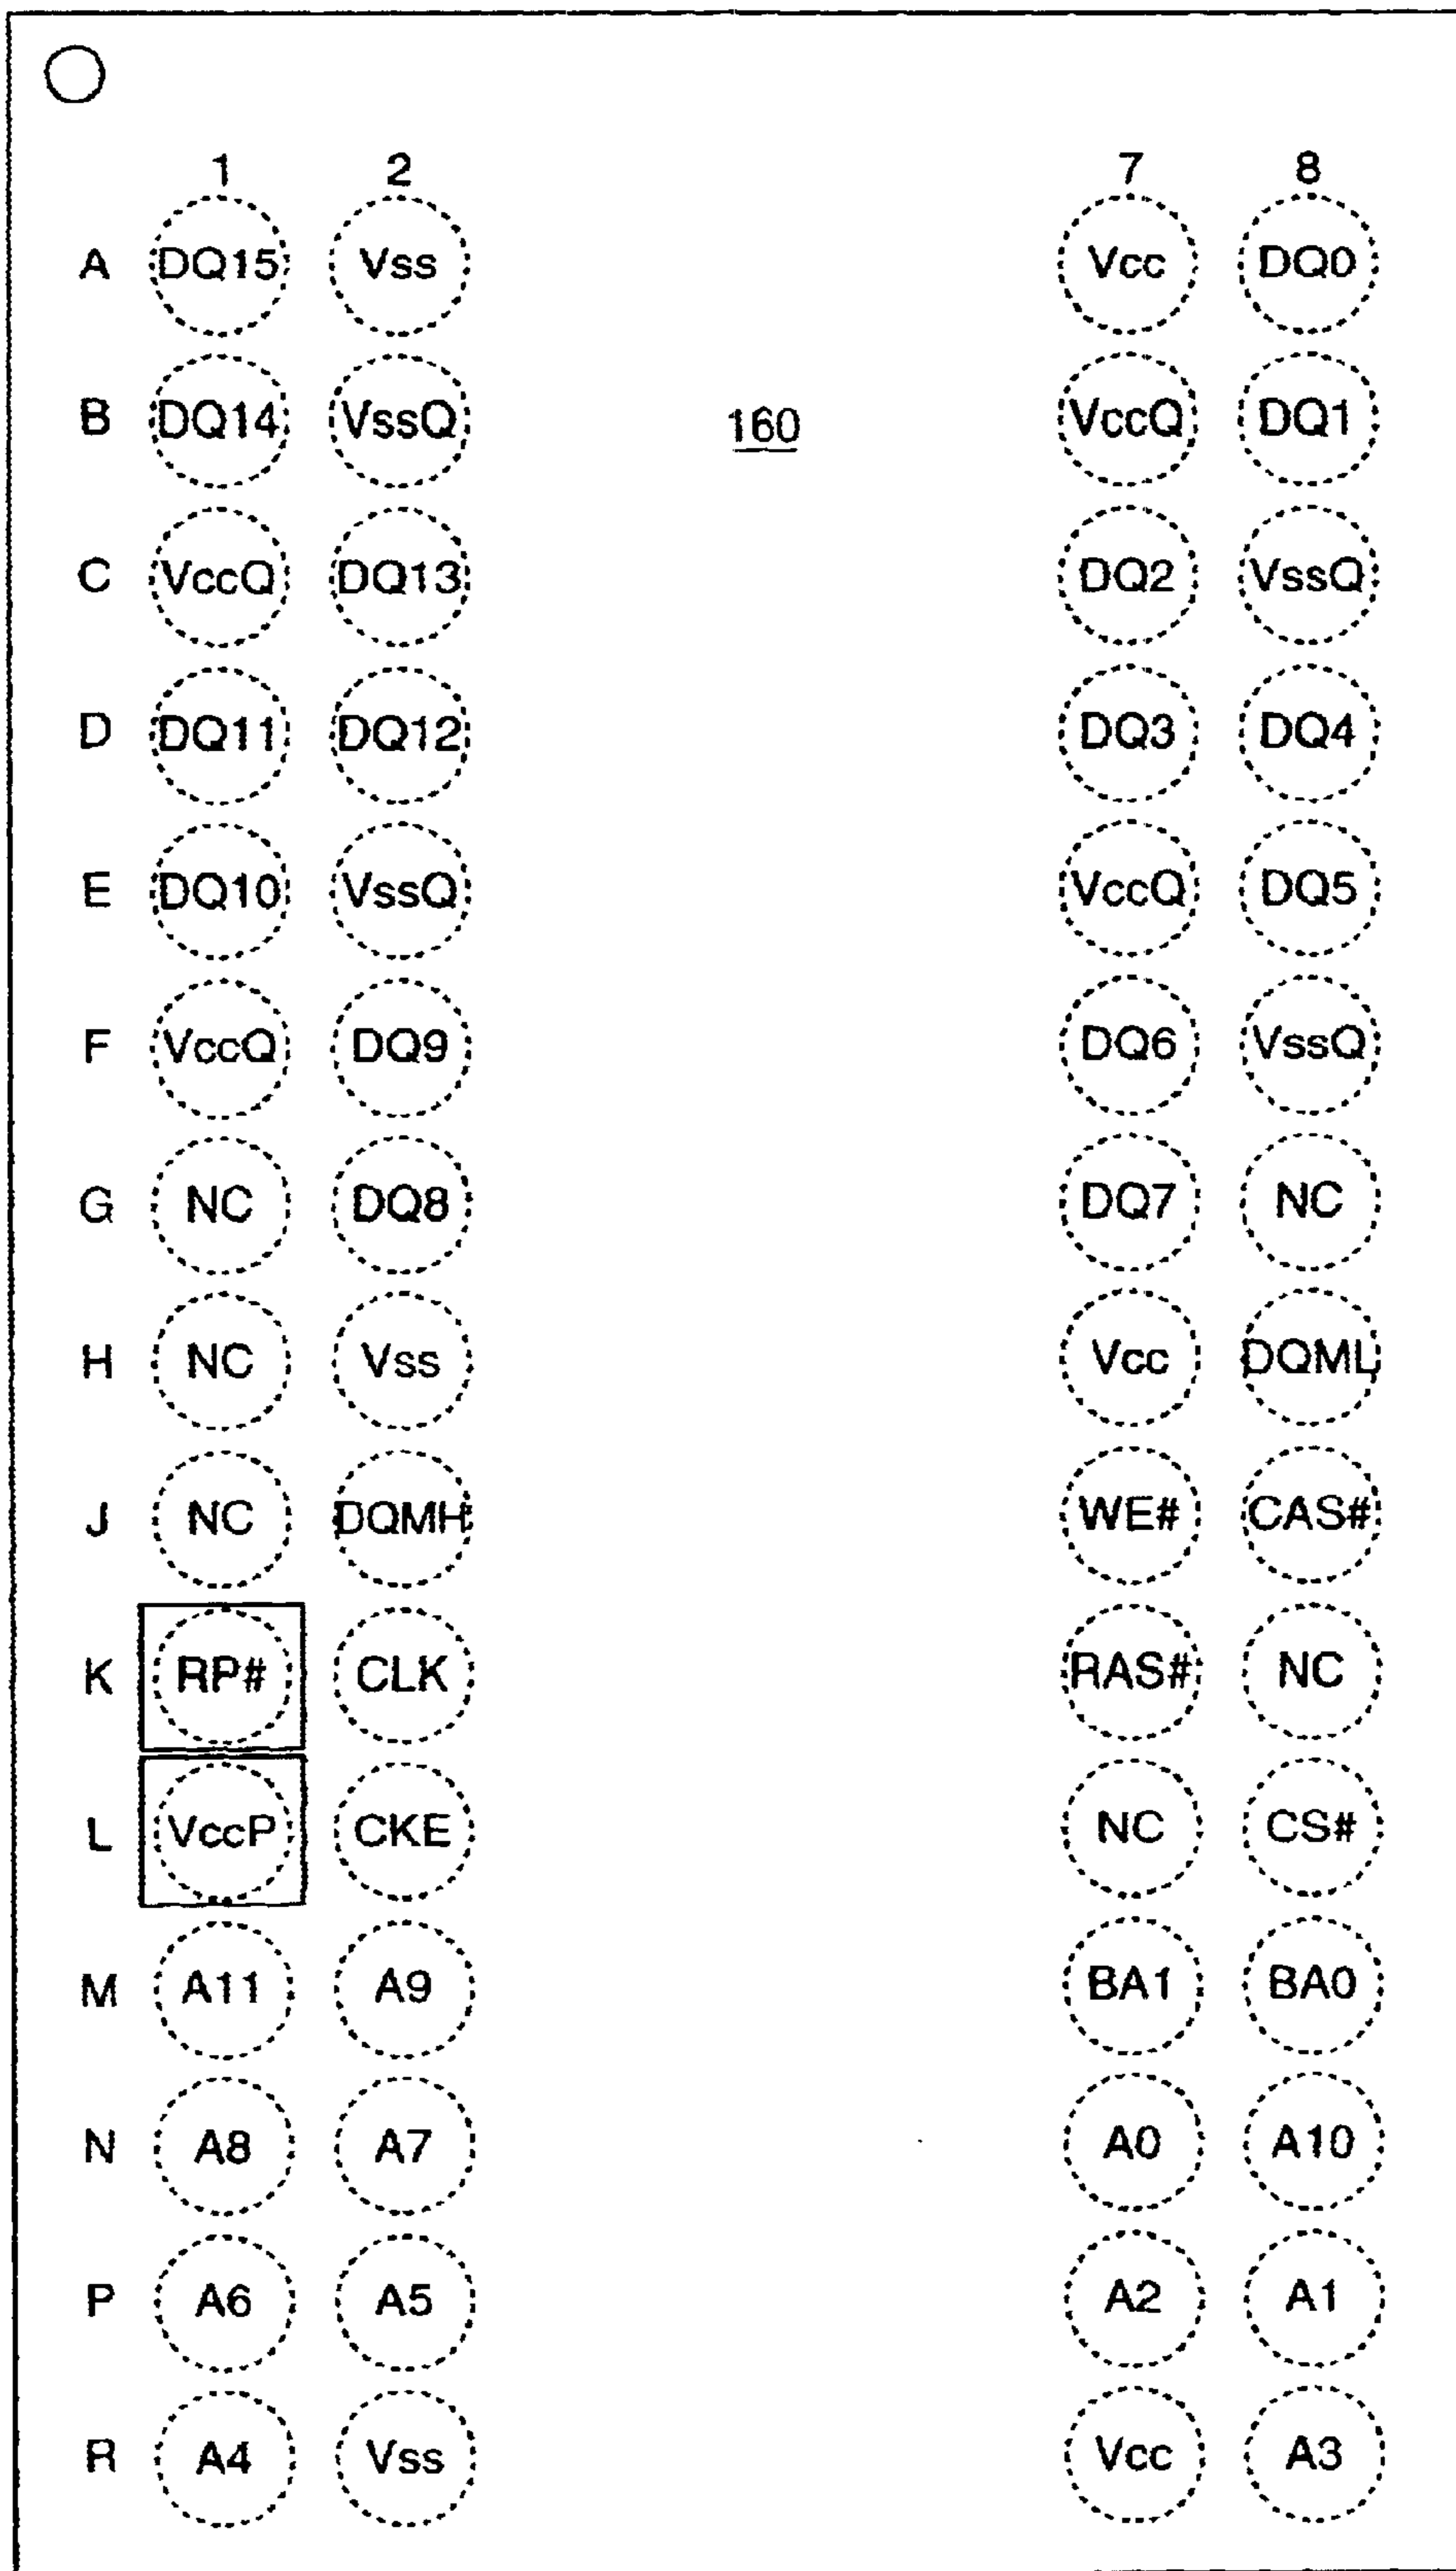 1 2 7 8
A DQ15 Vss Vcc DQ0
B DQ14 VssQ 160 VccQ DQ1
C VccQ DQ13 DQ2 VssQ
D DQ11 DQ12 DQ3 DQ4
E DQ10 VssQ VccQ DQ5
F VccQ DQ9 DQ6 VssQ
G NC DQ8 DQ7 NC
H NC Vss Vcc DQML
J NC DQMH WE# CAS#
K RP# CLK RAS# NC
L VccP CKE NC CS#
M A11 A9 BA1 BA0
N A8 A7 A0 A10
P A6 A5 A2 A1
R A4 Vss Vcc A3